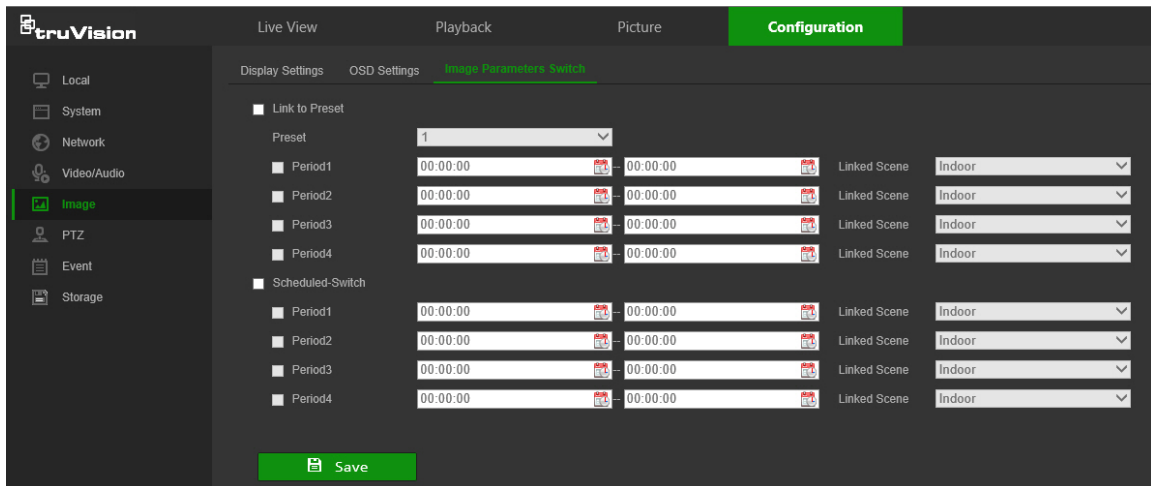 truVision
Live View
Playback
Picture
Configuration
Local
System
Network
Video/Audio
Image
PTZ
Event
Storage
Display Settings
OSD Settings
Image Parameters Switch
Link to Preset
Preset 1
Period1 00:00:00 -- 00:00:00 Linked Scene Indoor
Period2 00:00:00 -- 00:00:00 Linked Scene Indoor
Period3 00:00:00 -- 00:00:00 Linked Scene Indoor
Period4 00:00:00 -- 00:00:00 Linked Scene Indoor
Scheduled-Switch
Period1 00:00:00 -- 00:00:00 Linked Scene Indoor
Period2 00:00:00 -- 00:00:00 Linked Scene Indoor
Period3 00:00:00 -- 00:00:00 Linked Scene Indoor
Period4 00:00:00 -- 00:00:00 Linked Scene Indoor
Save